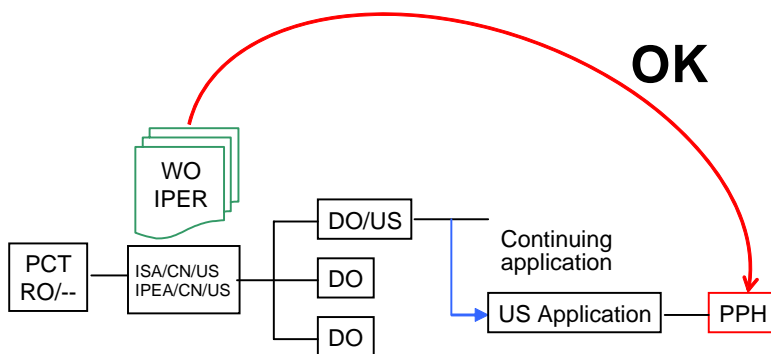 OK
WO
IPER
DO/US
Continuing
application
PCT
RO/--
ISA/CN/US
IPEA/CN/US
DO
US Application
PPH
DO